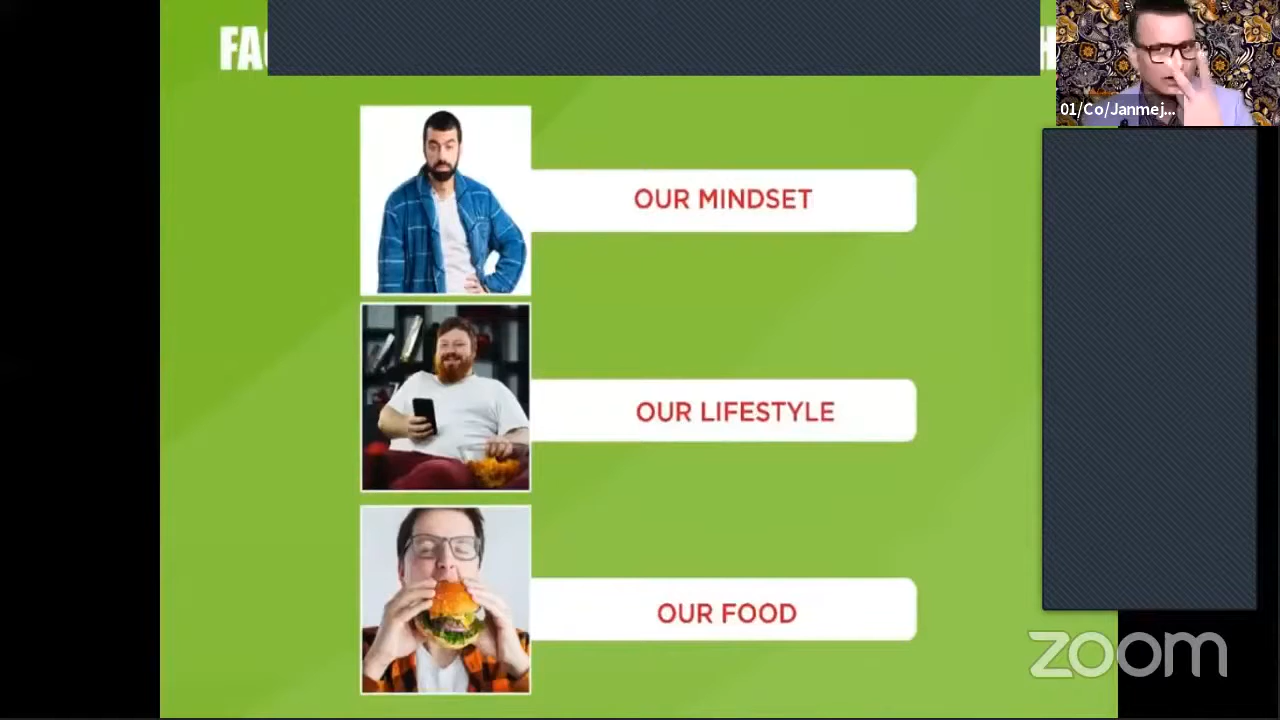 01/Co/Janmej...
OUR MINDSET
OUR LIFESTYLE
OUR FOOD
zoom